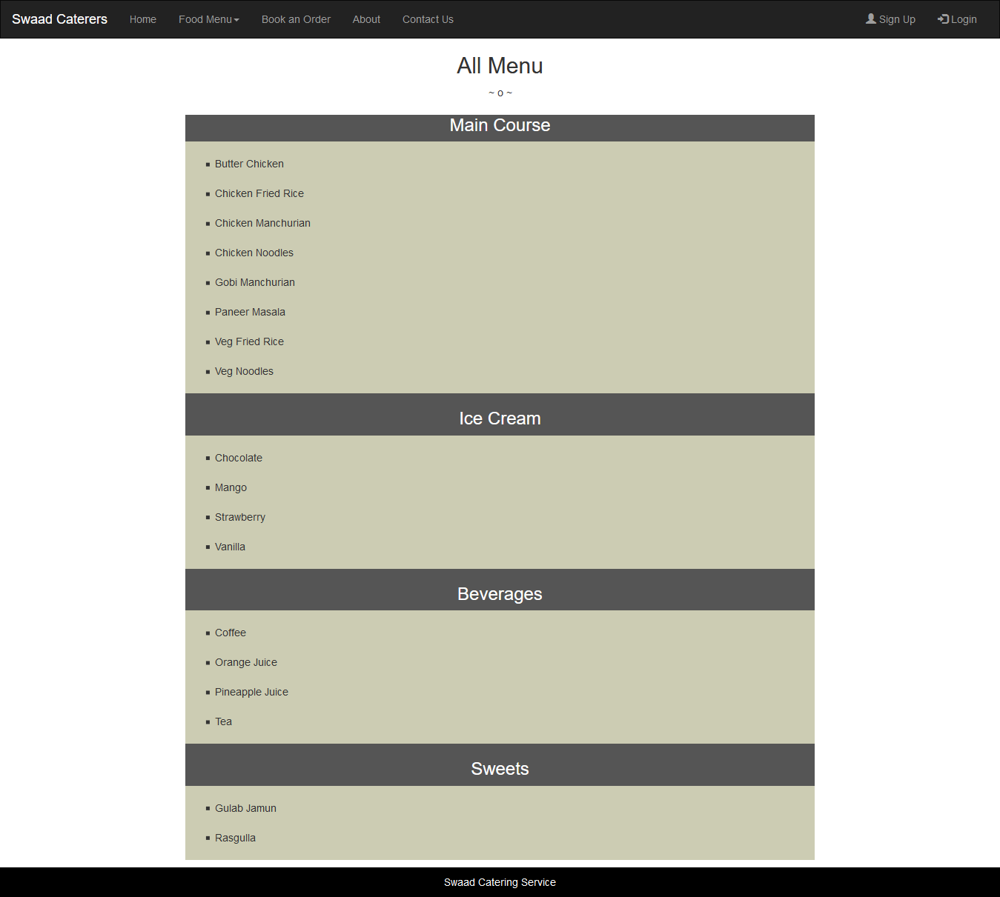 Swaad Caterers Home Food Menu Book an Order About Contact Us Sign Up Login
All Menu
~ o ~
Main Course
Butter Chicken
Chicken Fried Rice
Chicken Manchurian
Chicken Noodles
Gobi Manchurian
Paneer Masala
Veg Fried Rice
Veg Noodles
Ice Cream
Chocolate
Mango
Strawberry
Vanilla
Beverages
Coffee
Orange Juice
Pineapple Juice
Tea
Sweets
Gulab Jamun
Rasgulla
Swaad Catering Service